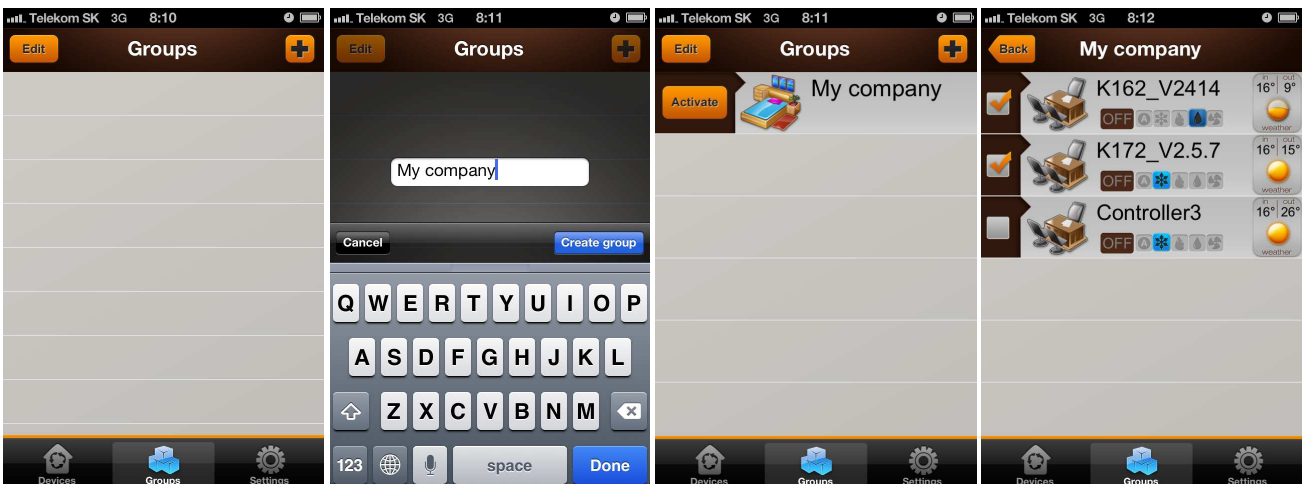 Telekom SK 3G 8:10
Edit Groups
Devices Groups Settings
Telekom SK 3G 8:11
Edit Groups
My company
Cancel Create group
Q W E R T Y U I O P
A S D F G H J K L
Z X C V B N M
123 space Done
Telekom SK 3G 8:11
Edit Groups
Activate My company
Devices Groups Settings
Telekom SK 3G 8:12
Back My company
K162_V2414 in out
16° 9°
OFF A
weather
K172_V2.5.7 in out
16° 15°
OFF A
weather
Controller3 in out
16° 26°
OFF A
weather
Devices Groups Settings